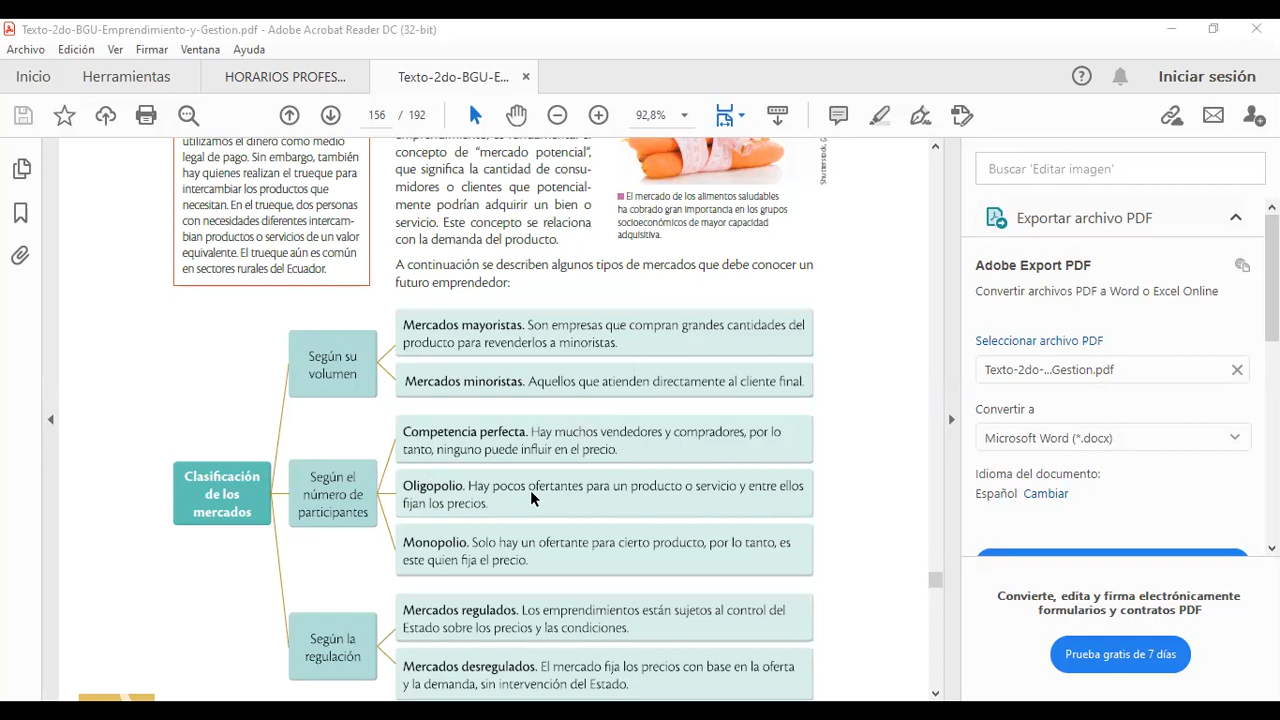 Texto-2do-BGU-Emprendimiento-y-Gestion.pdf - Adobe Acrobat Reader DC (32-bit)
Archivo Edición Ver Firmar Ventana Ayuda
Inicio Herramientas HORARIOS PROFES... Texto-2do-BGU-E... × Iniciar sesión
156 / 192 92,8%
utilizamos el dinero como medio
legal de pago. Sin embargo, también
hay quienes realizan el trueque para
intercambiar los productos que
necesitan. En el trueque, dos personas
con necesidades diferentes intercam-
bian productos o servicios de un valor
equivalente. El trueque aún es común
en sectores rurales del Ecuador.
concepto de “mercado potencial”,
que significa la cantidad de consu-
midores o clientes que potencial-
mente podrían adquirir un bien o
servicio. Este concepto se relaciona
con la demanda del producto.
El mercado de los alimentos saludables
ha cobrado gran importancia en los grupos
socioeconómicos de mayor capacidad
adquisitiva.
A continuación se describen algunos tipos de mercados que debe conocer un
futuro emprendedor:
Clasificación
de los
mercados
Según su
volumen
Mercados mayoristas. Son empresas que compran grandes cantidades del
producto para revenderlos a minoristas.
Mercados minoristas. Aquellos que atienden directamente al cliente final.
Según el
número de
participantes
Competencia perfecta. Hay muchos vendedores y compradores, por lo
tanto, ninguno puede influir en el precio.
Oligopolio. Hay pocos ofertantes para un producto o servicio y entre ellos
fijan los precios.
Monopolio. Solo hay un ofertante para cierto producto, por lo tanto, es
este quien fija el precio.
Según la
regulación
Mercados regulados. Los emprendimientos están sujetos al control del
Estado sobre los precios y las condiciones.
Mercados desregulados. El mercado fija los precios con base en la oferta
y la demanda, sin intervención del Estado.
Buscar 'Editar imagen'
Exportar archivo PDF
Adobe Export PDF
Convertir archivos PDF a Word o Excel Online
Seleccionar archivo PDF
Texto-2do-...Gestion.pdf
Convertir a
Microsoft Word (*.docx)
Idioma del documento:
Español Cambiar
Convierte, edita y firma electrónicamente
formularios y contratos PDF
Prueba gratis de 7 días